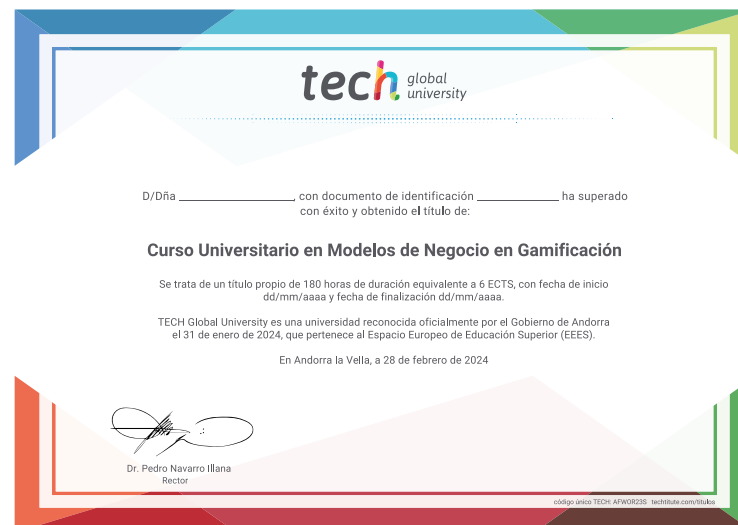 tech global university
D/Dña ____________, con documento de identificación ____________ ha superado
con éxito y obtenido el título de:
Curso Universitario en Modelos de Negocio en Gamificación
Se trata de un título propio de 180 horas de duración equivalente a 6 ECTS, con fecha de inicio
dd/mm/aaaa y fecha de finalización dd/mm/aaaa.
TECH Global University es una universidad reconocida oficialmente por el Gobierno de Andorra
el 31 de enero de 2024, que pertenece al Espacio Europeo de Educación Superior (EEES).
En Andorra la Vella, a 28 de febrero de 2024
Dr. Pedro Navarro Illana
Rector
código único TECH: AFWOR23S techtitute.com/titulos